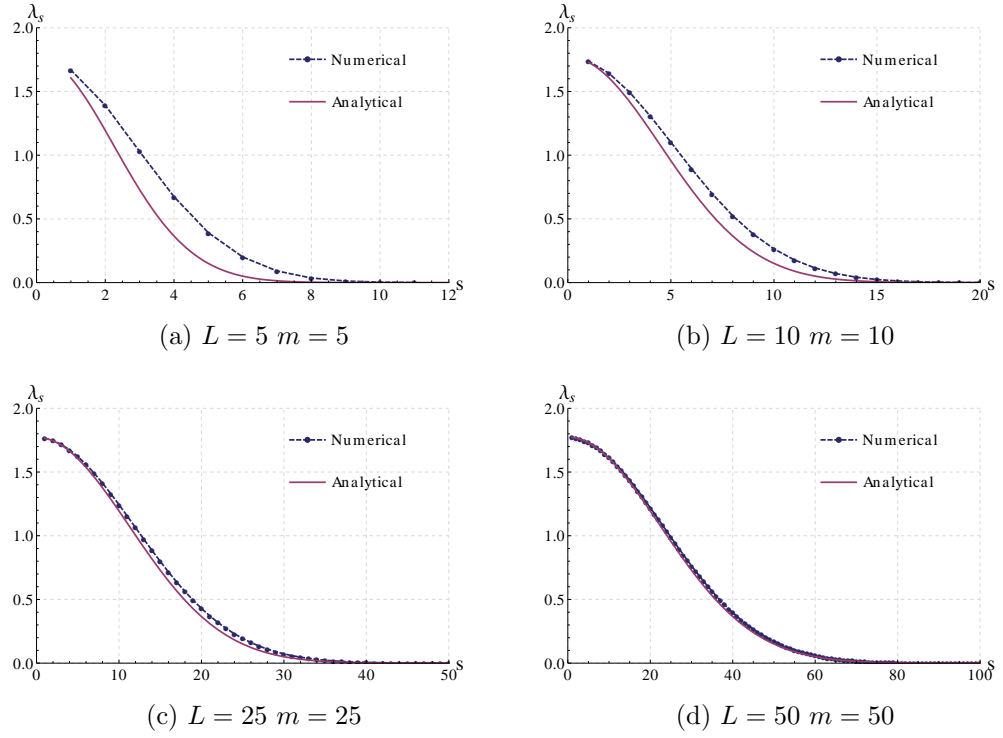 λₛ
2.0
1.5
1.0
0.5
0.0
0 2 4 6 8 10 12 s
Numerical
Analytical
(a) L = 5 m = 5
λₛ
2.0
1.5
1.0
0.5
0.0
0 5 10 15 20 s
Numerical
Analytical
(b) L = 10 m = 10
λₛ
2.0
1.5
1.0
0.5
0.0
0 10 20 30 40 50 s
Numerical
Analytical
(c) L = 25 m = 25
λₛ
2.0
1.5
1.0
0.5
0.0
0 20 40 60 80 100 s
Numerical
Analytical
(d) L = 50 m = 50